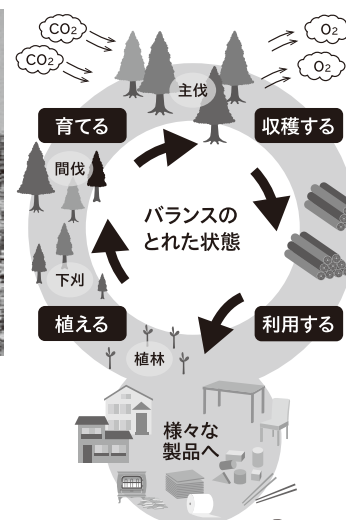 CO2
CO2
O2
O2
主伐
育てる
収穫する
間伐
バランスの
とれた状態
下刈
植える
利用する
植林
様々な
製品へ